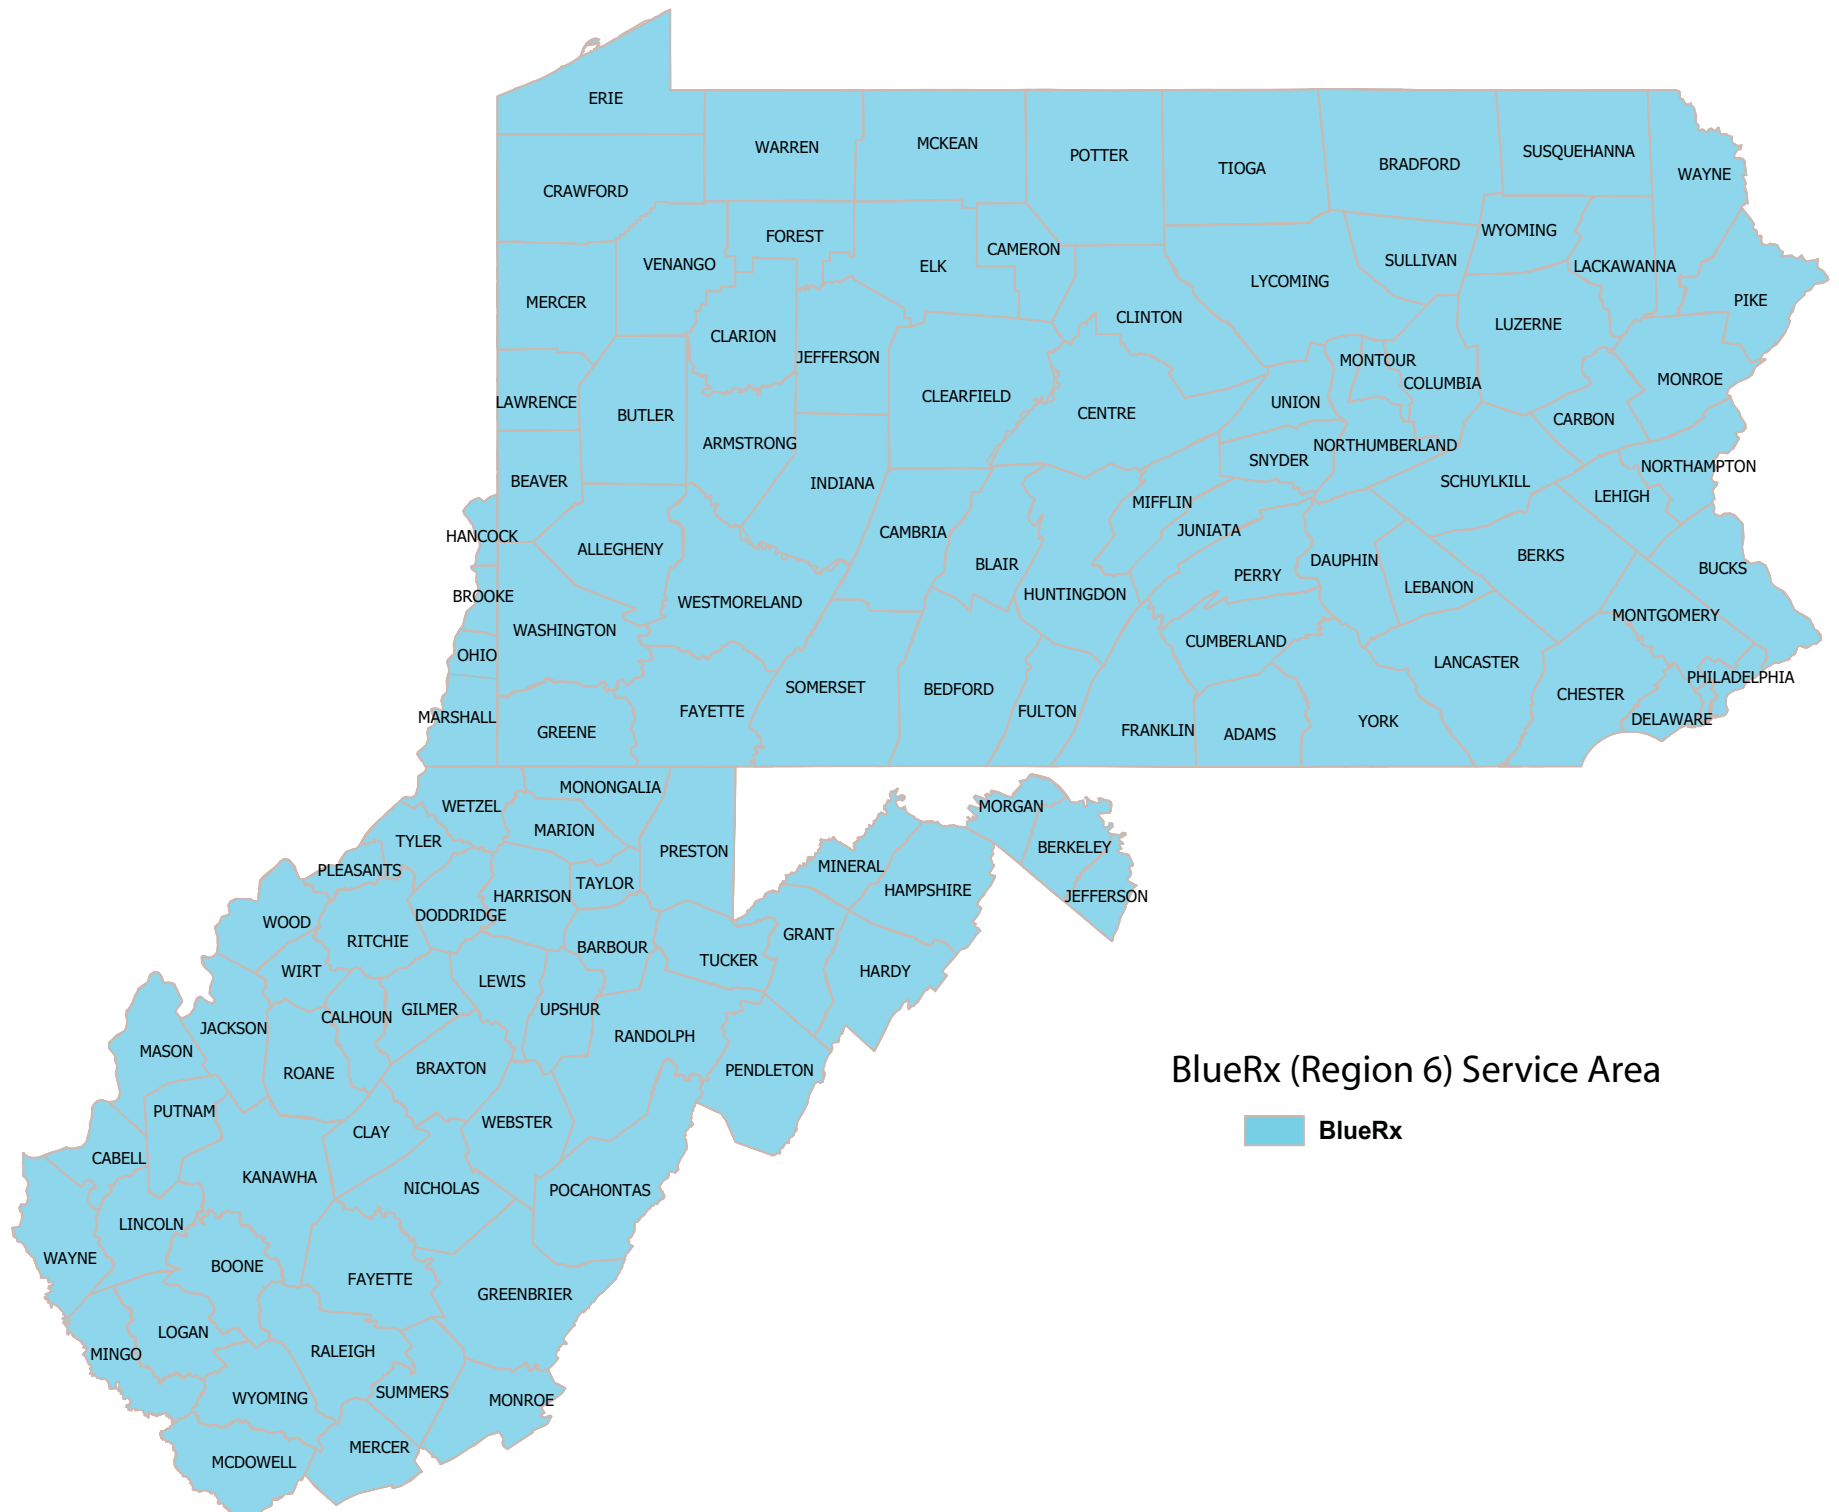 ERIE
WARREN
MCKEAN
POTTER
TIOGA
BRADFORD
SUSQUEHANNA
WAYNE
CRAWFORD
VENANGO
FOREST
ELK
CAMERON
LYCOMING
SULLIVAN
WYOMING
LACKAWANNA
PIKE
MERCER
CLARION
JEFFERSON
CLINTON
LUZERNE
MONTOUR
COLUMBIA
MONROE
LAWRENCE
BUTLER
CLEARFIELD
CENTRE
UNION
CARBON
ARMSTRONG
NORTHUMBERLAND
BEAVER
INDIANA
SNYDER
SCHUYLKILL
NORTHAMPTON
LEHIGH
MIFFLIN
HANCOCK
ALLEGHENY
CAMBRIA
JUNIATA
BLAIR
DAUPHIN
BERKS
BUCKS
PERRY
LEBANON
BROOKE
WESTMORELAND
HUNTINGDON
WASHINGTON
MONTGOMERY
OHIO
CUMBERLAND
LANCASTER
SOMERSET
BEDFORD
PHILADELPHIA
CHESTER
MARSHALL
GREENE
FAYETTE
FULTON
FRANKLIN
ADAMS
YORK
DELAWARE
MONONGALIA
WETZEL
MARION
MORGAN
TYLER
PRESTON
BERKELEY
PLEASANTS
MINERAL
TAYLOR
HARRISON
HAMPSHIRE
JEFFERSON
WOOD
DODDRIDGE
RITCHIE
BARBOUR
GRANT
WIRT
LEWIS
TUCKER
HARDY
CALHOUN
GILMER
UPSHUR
JACKSON
RANDOLPH
MASON
ROANE
BRAXTON
PENDLETON
BlueRx (Region 6) Service Area
PUTNAM
CLAY
WEBSTER
BlueRx
CABELL
KANAWHA
NICHOLAS
POCAHONTAS
LINCOLN
WAYNE
BOONE
FAYETTE
GREENBRIER
LOGAN
MINGO
RALEIGH
WYOMING
SUMMERS
MONROE
MERCER
MCDOWELL